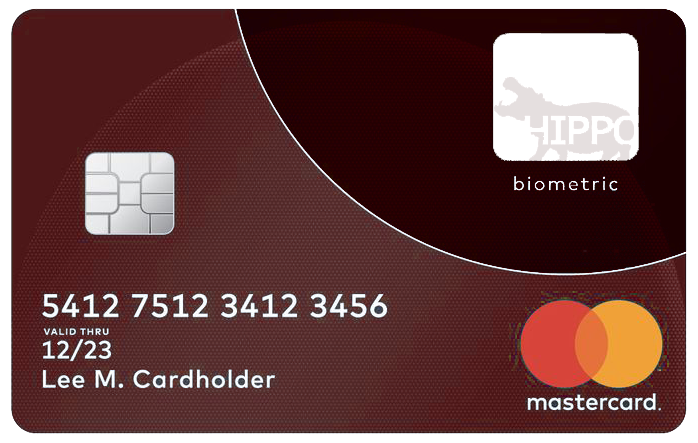 HIPPO
biometric
5412 7512 3412 3456
VALID THRU
12/23
Lee M. Cardholder
mastercard.